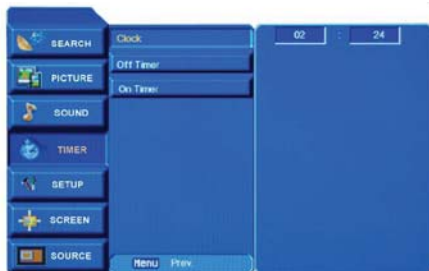 SEARCH
PICTURE
SOUND
TIMER
SETUP
SCREEN
SOURCE
Clock
Off Timer
On Timer
Menu Prev.
02 : 24